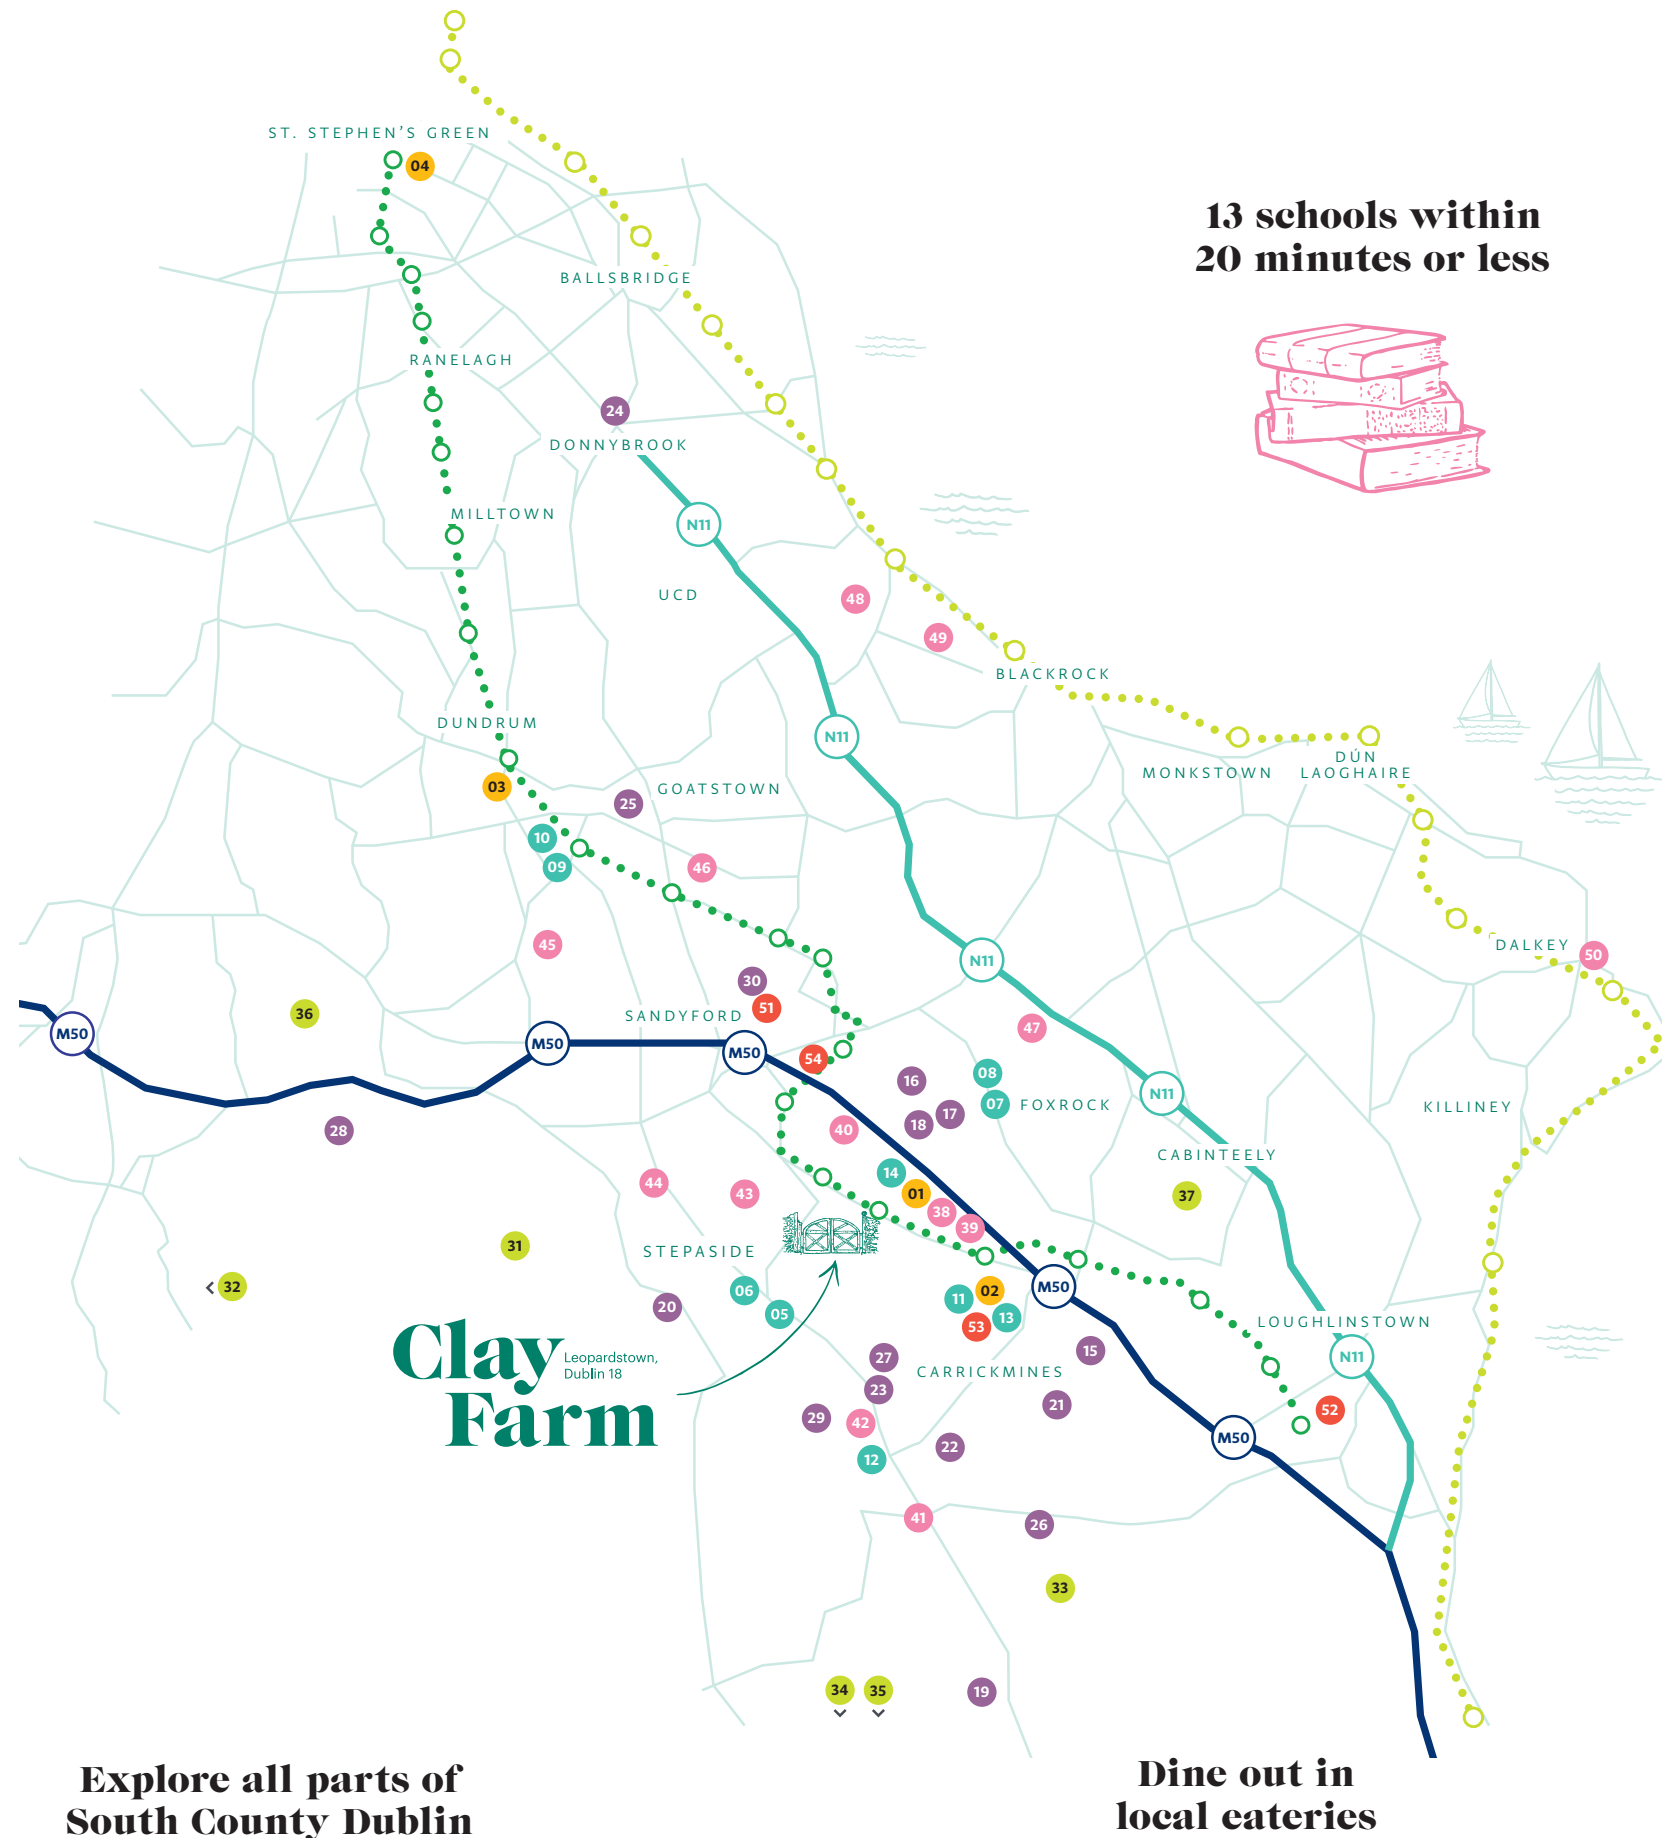 ST. STEPHEN'S GREEN
04
13 schools within
20 minutes or less
BALLSBRIDGE
RANELAGH
24
DONNYBROOK
MILLTOWN
N11
UCD
48
49
BLACKROCK
DUNDRUM
N11
MONKSTOWN
DÚN
LAOGHAIRE
03
25
GOATSTOWN
10
09
46
45
DALKEY
50
N11
30
51
36
SANDYFORD
M50
M50
M50
47
54
16
08
07
FOXROCK
N11
KILLINEY
17
18
28
40
CABINTEELY
14
44
43
01
37
38
39
31
STEPASIDE
< 32
06
05
20
11
02
13
53
M50
LOUGHLINSTOWN
N11
Clay
Farm
Leopardstown,
Dublin 18
27
CARRICKMINES
15
23
29
42
21
52
12
22
M50
41
26
33
34
35
19
Explore all parts of
South County Dublin
Dine out in
local eateries